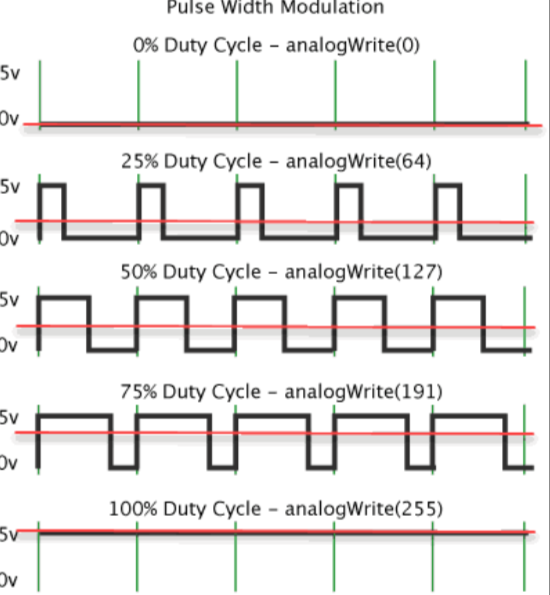 Pulse Width Modulation
0% Duty Cycle – analogWrite(0)
5v
0v
25% Duty Cycle – analogWrite(64)
5v
0v
50% Duty Cycle – analogWrite(127)
5v
0v
75% Duty Cycle – analogWrite(191)
5v
0v
100% Duty Cycle – analogWrite(255)
5v
0v